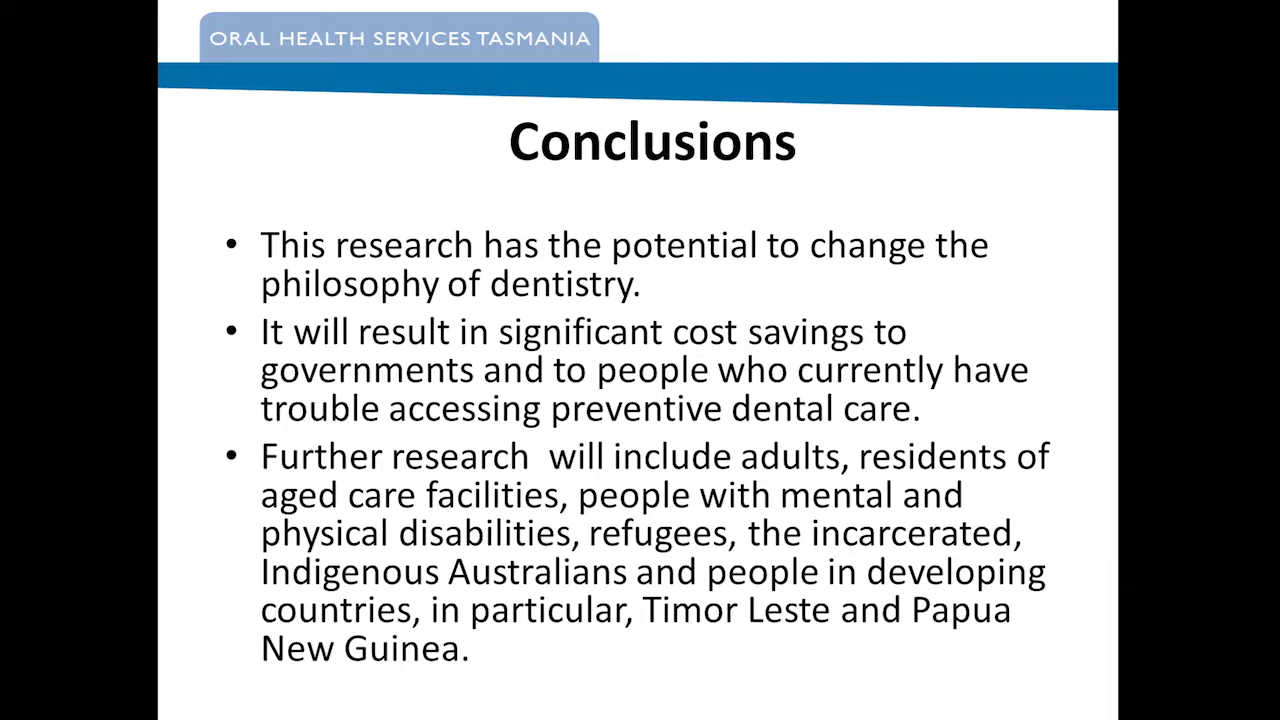 ORAL HEALTH SERVICES TASMANIA
Conclusions
• This research has the potential to change the
philosophy of dentistry.
• It will result in significant cost savings to
governments and to people who currently have
trouble accessing preventive dental care.
• Further research  will include adults, residents of
aged care facilities, people with mental and
physical disabilities, refugees, the incarcerated,
Indigenous Australians and people in developing
countries, in particular, Timor Leste and Papua
New Guinea.